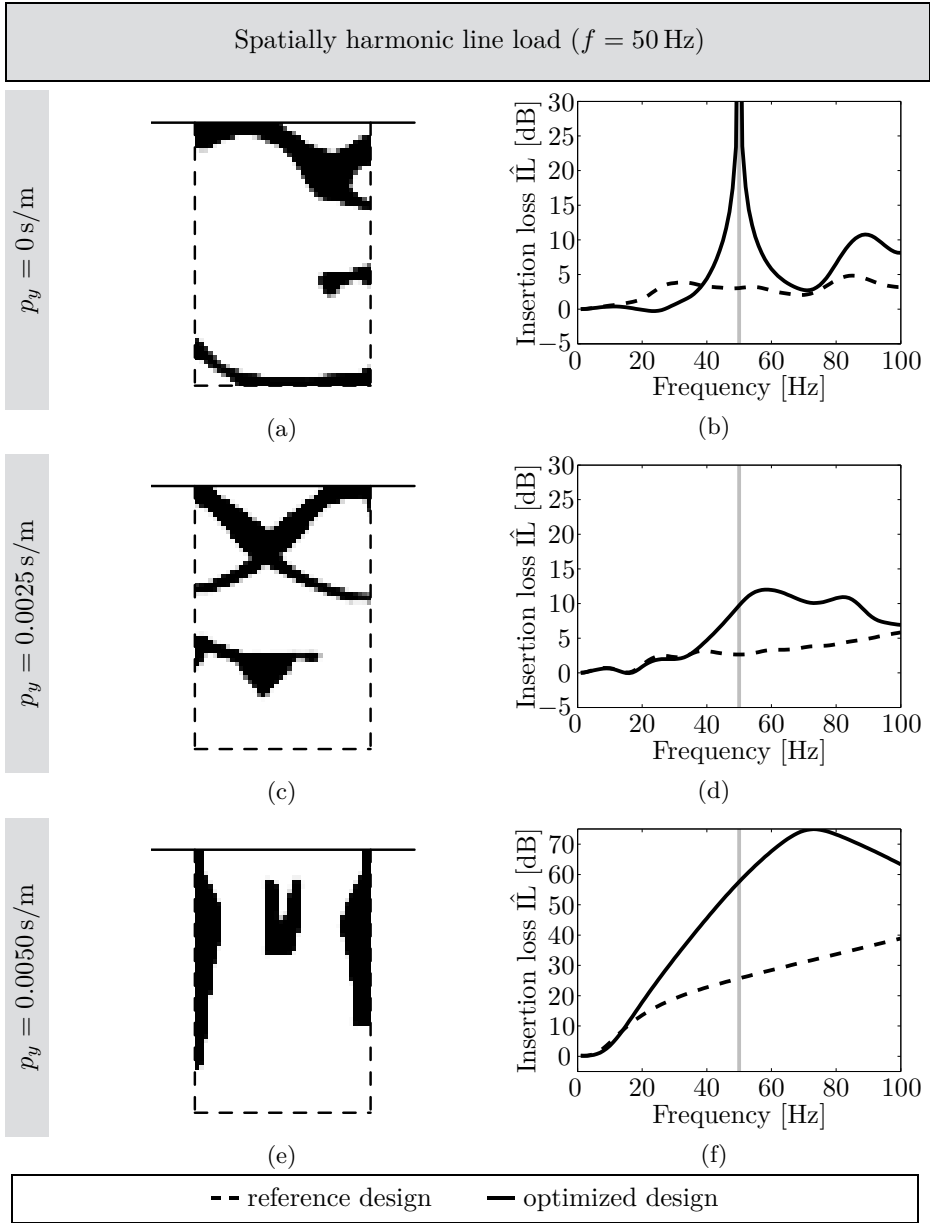 Spatially harmonic line load (f = 50 Hz)
p_y = 0 s/m
(a)
Insertion loss ÎL [dB]
30
25
20
15
10
5
0
−5
0 20 40 60 80 100
Frequency [Hz]
(b)
p_y = 0.0025 s/m
(c)
Insertion loss ÎL [dB]
30
25
20
15
10
5
0
−5
0 20 40 60 80 100
Frequency [Hz]
(d)
p_y = 0.0050 s/m
(e)
Insertion loss ÎL [dB]
70
60
50
40
30
20
10
0
0 20 40 60 80 100
Frequency [Hz]
(f)
reference design optimized design